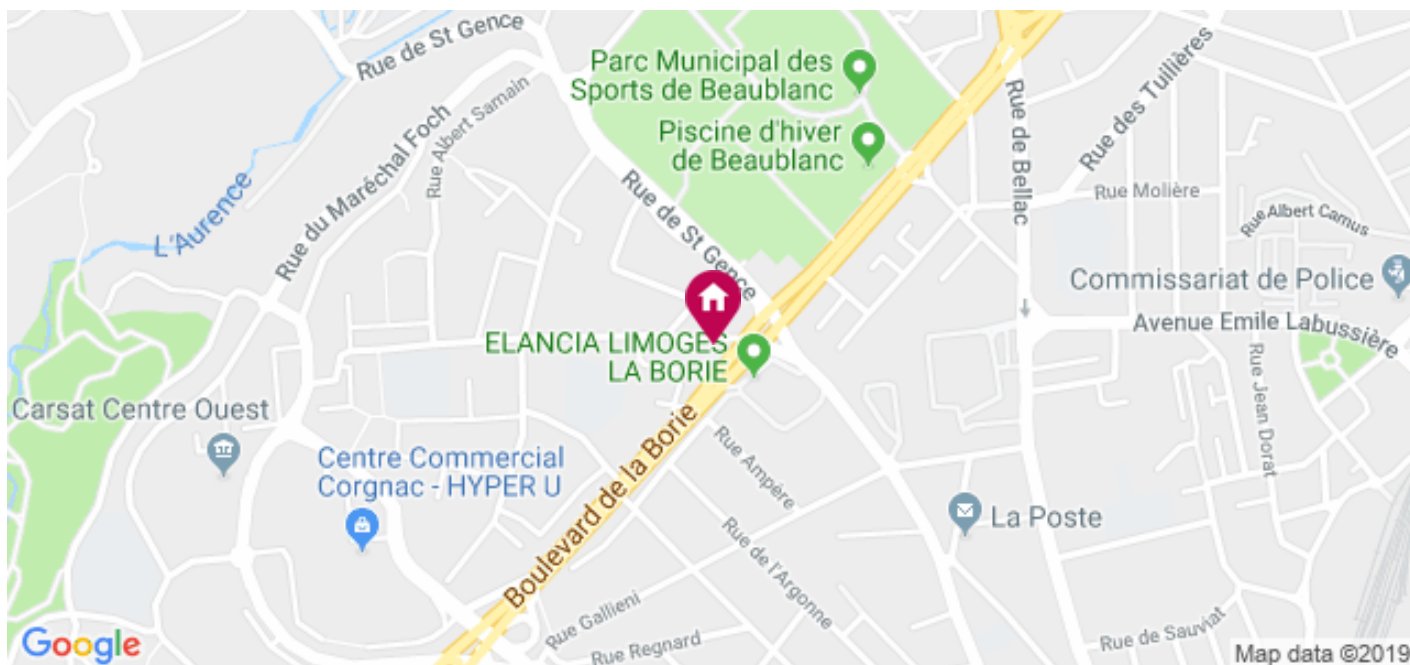 Rue de St Gence
Parc Municipal des
Sports de Beaublanc
Piscine d'hiver
de Beaublanc
Rue de Bellac
Rue des Tuilières
Rue Molière
Rue Albert Camus
Commissariat de Police
Avenue Emile Labussière
Rue Jean Dorat
L'Aurence
Rue du Maréchal Foch
Rue Albert Samain
Rue de St Gence
ELANCIA LIMOGES
LA BORIE
Carsat Centre Ouest
Centre Commercial
Corgnac - HYPER U
Boulevard de la Borie
Rue Ampère
Rue de l'Argonne
La Poste
Rue Gallieni
Rue Regnard
Rue de Sauviat
Google
Map data ©2019